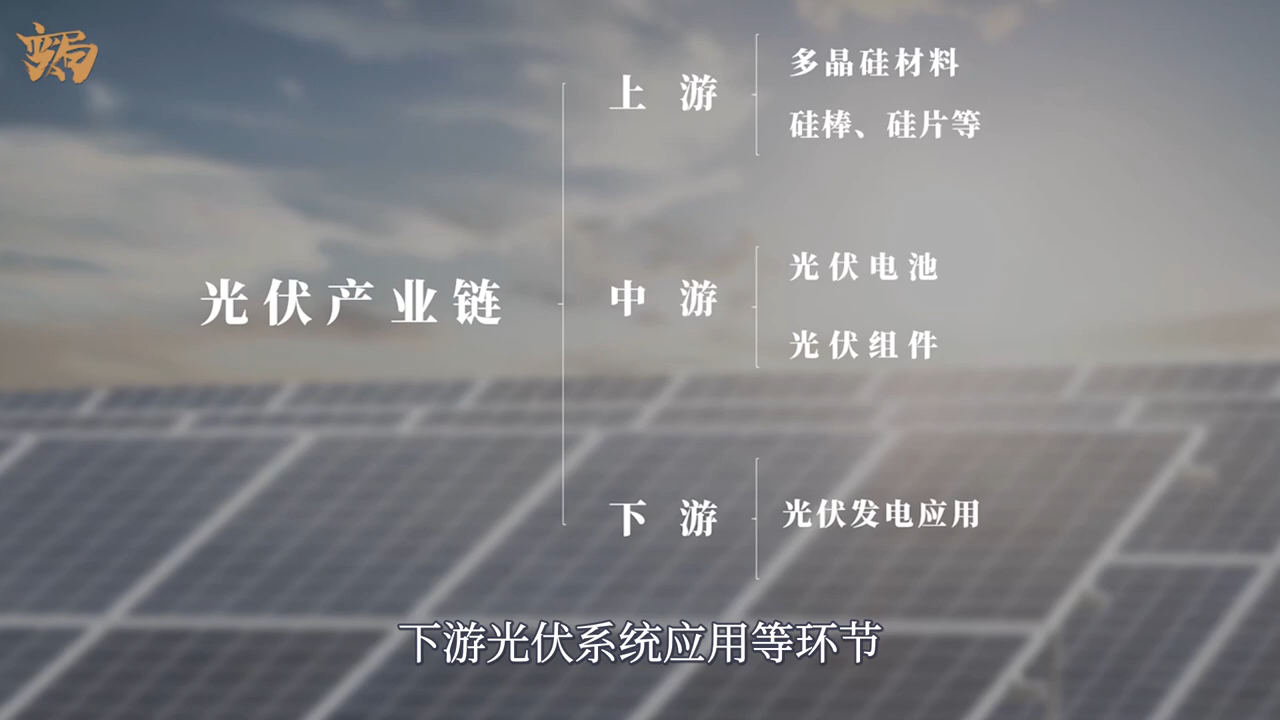 变局
光伏产业链
上游
多晶硅材料
硅棒、硅片等
中游
光伏电池
光伏组件
下游
光伏发电应用
下游光伏系统应用等环节